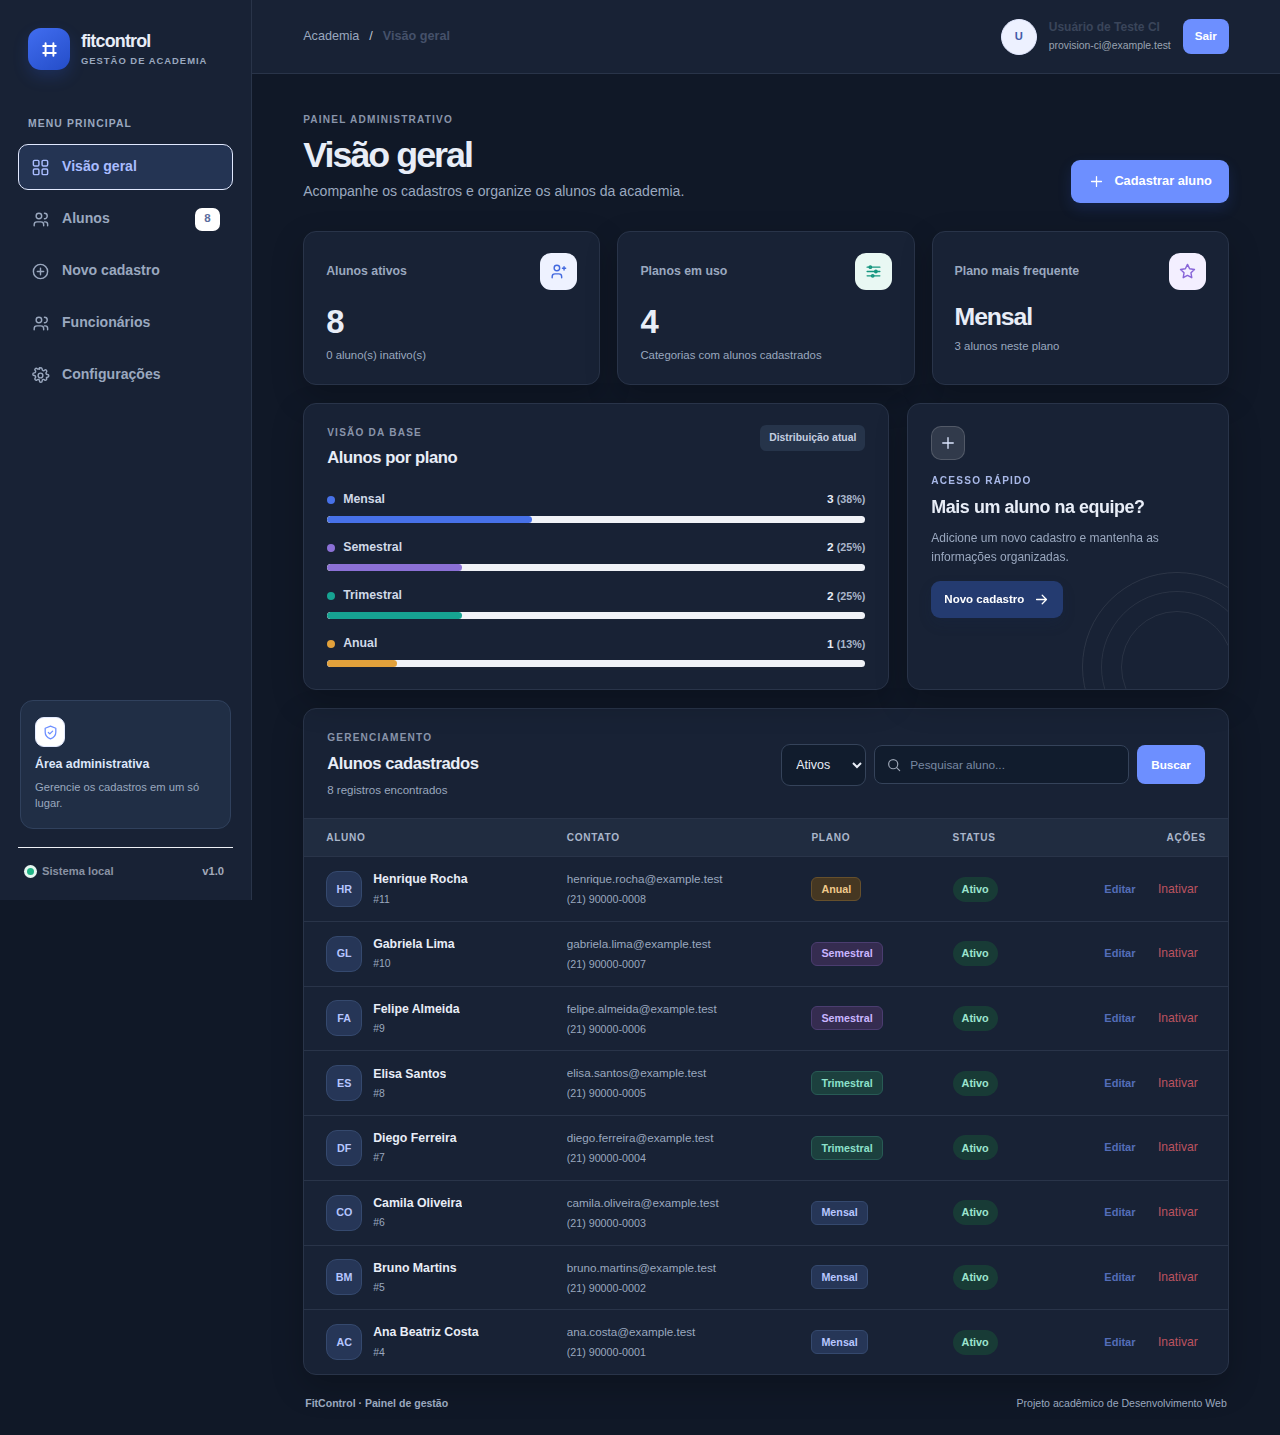 fitcontrol
GESTÃO DE ACADEMIA
MENU PRINCIPAL
Visão geral
Alunos 8
Novo cadastro
Funcionários
Configurações
Área administrativa
Gerencie os cadastros em um só
lugar.
Sistema local v1.0
Academia / Visão geral
U
Usuário de Teste CI
provision-ci@example.test
Sair
PAINEL ADMINISTRATIVO
Visão geral
Acompanhe os cadastros e organize os alunos da academia.
Cadastrar aluno
Alunos ativos
8
0 aluno(s) inativo(s)
Planos em uso
4
Categorias com alunos cadastrados
Plano mais frequente
Mensal
3 alunos neste plano
VISÃO DA BASE
Alunos por plano
Distribuição atual
Mensal 3 (38%)
Semestral 2 (25%)
Trimestral 2 (25%)
Anual 1 (13%)
ACESSO RÁPIDO
Mais um aluno na equipe?
Adicione um novo cadastro e mantenha as
informações organizadas.
Novo cadastro
GERENCIAMENTO
Alunos cadastrados
8 registros encontrados
Ativos
Pesquisar aluno...
Buscar
ALUNO CONTATO PLANO STATUS AÇÕES
HR Henrique Rocha henrique.rocha@example.test Anual Ativo Editar Inativar
#11 (21) 90000-0008
GL Gabriela Lima gabriela.lima@example.test Semestral Ativo Editar Inativar
#10 (21) 90000-0007
FA Felipe Almeida felipe.almeida@example.test Semestral Ativo Editar Inativar
#9 (21) 90000-0006
ES Elisa Santos elisa.santos@example.test Trimestral Ativo Editar Inativar
#8 (21) 90000-0005
DF Diego Ferreira diego.ferreira@example.test Trimestral Ativo Editar Inativar
#7 (21) 90000-0004
CO Camila Oliveira camila.oliveira@example.test Mensal Ativo Editar Inativar
#6 (21) 90000-0003
BM Bruno Martins bruno.martins@example.test Mensal Ativo Editar Inativar
#5 (21) 90000-0002
AC Ana Beatriz Costa ana.costa@example.test Mensal Ativo Editar Inativar
#4 (21) 90000-0001
FitControl · Painel de gestão
Projeto acadêmico de Desenvolvimento Web